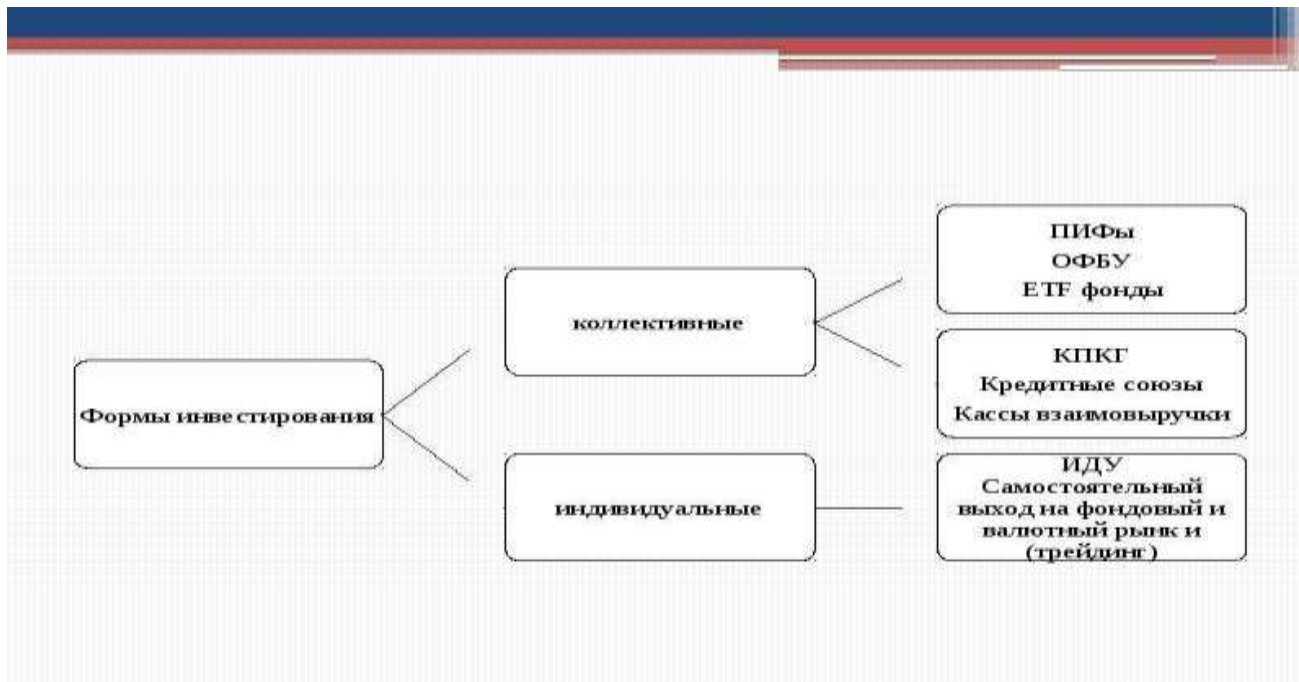 Формы инвестирования
коллективные
индивидуальные
ПИФы
ОФБУ
ETF фонды
КПКГ
Кредитные союзы
Кассы взаимовыручки
ИДУ
Самостоятельный
выход на фондовый и
валютный рынк и
(трейдинг)